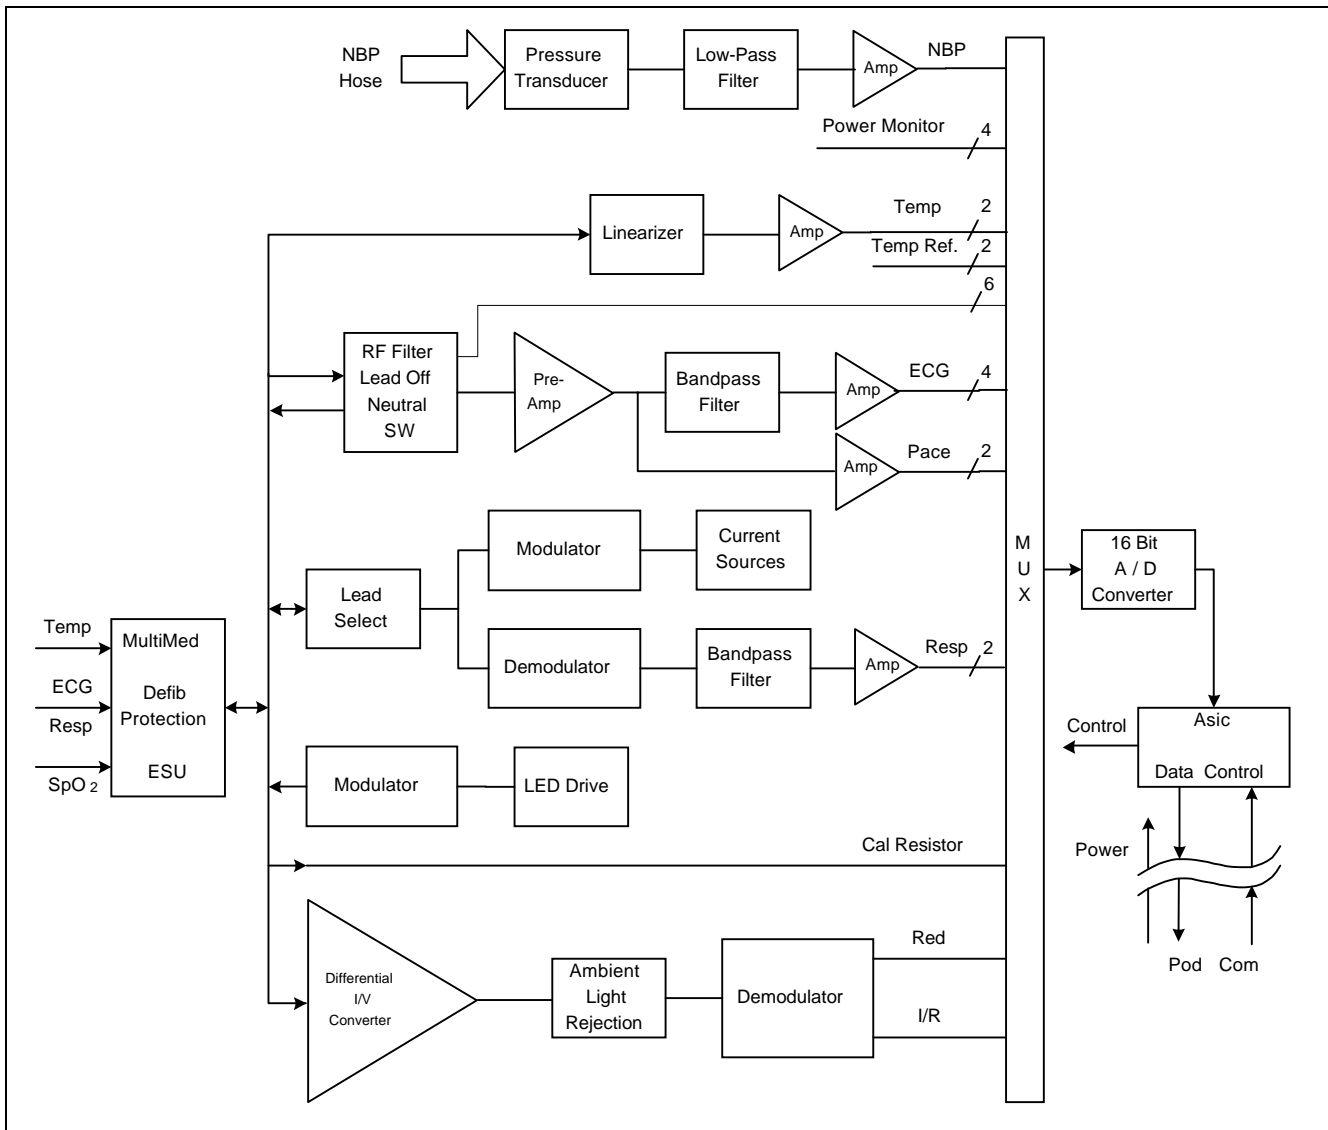 NBP
Hose
Pressure
Transducer
Low-Pass
Filter
Amp
NBP
Power Monitor
4
Linearizer
Amp
Temp
2
Temp Ref.
2
6
RF Filter
Lead Off
Neutral
SW
Pre-
Amp
Bandpass
Filter
Amp
ECG
4
Amp
Pace
2
Modulator
Current
Sources
Lead
Select
Demodulator
Bandpass
Filter
Amp
Resp
2
M
U
X
16 Bit
A / D
Converter
Temp
ECG
Resp
SpO 2
MultiMed
Defib
Protection
ESU
Modulator
LED Drive
Cal Resistor
Differential
I/V
Converter
Ambient
Light
Rejection
Demodulator
Red
I/R
Control
Asic
Data Control
Power
Pod Com